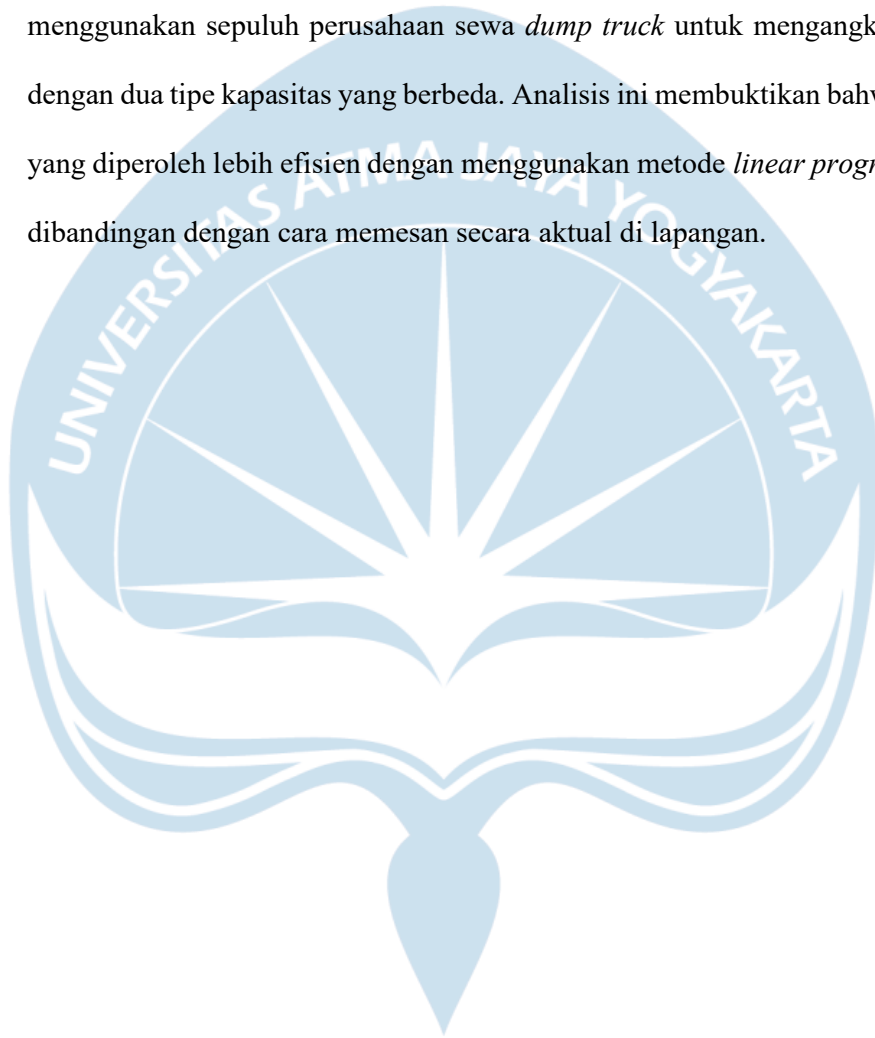 menggunakan sepuluh perusahaan sewa dump truck untuk mengangk
dengan dua tipe kapasitas yang berbeda. Analisis ini membuktikan bah
yang diperoleh lebih efisien dengan menggunakan metode linear progr
dibandingan dengan cara memesan secara aktual di lapangan.
UNIVERSITAS ATMA JAYA YOGYAKARTA